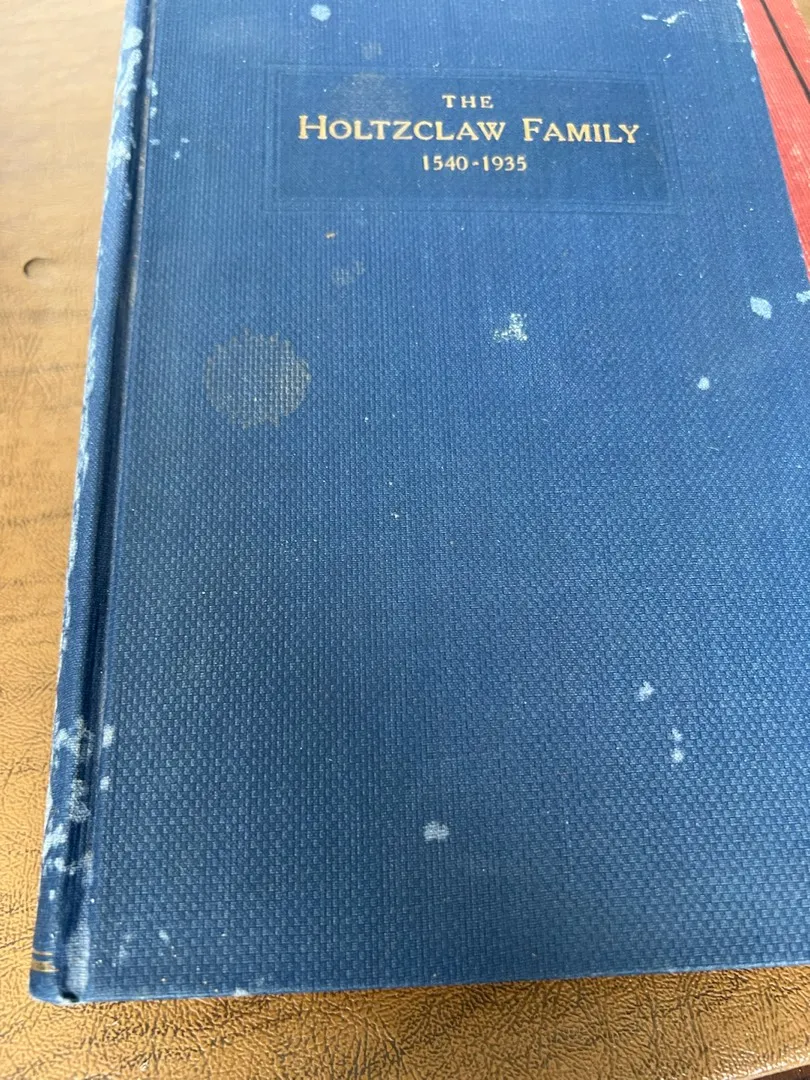 THE
HOLTZCLAW FAMILY
1540-1935